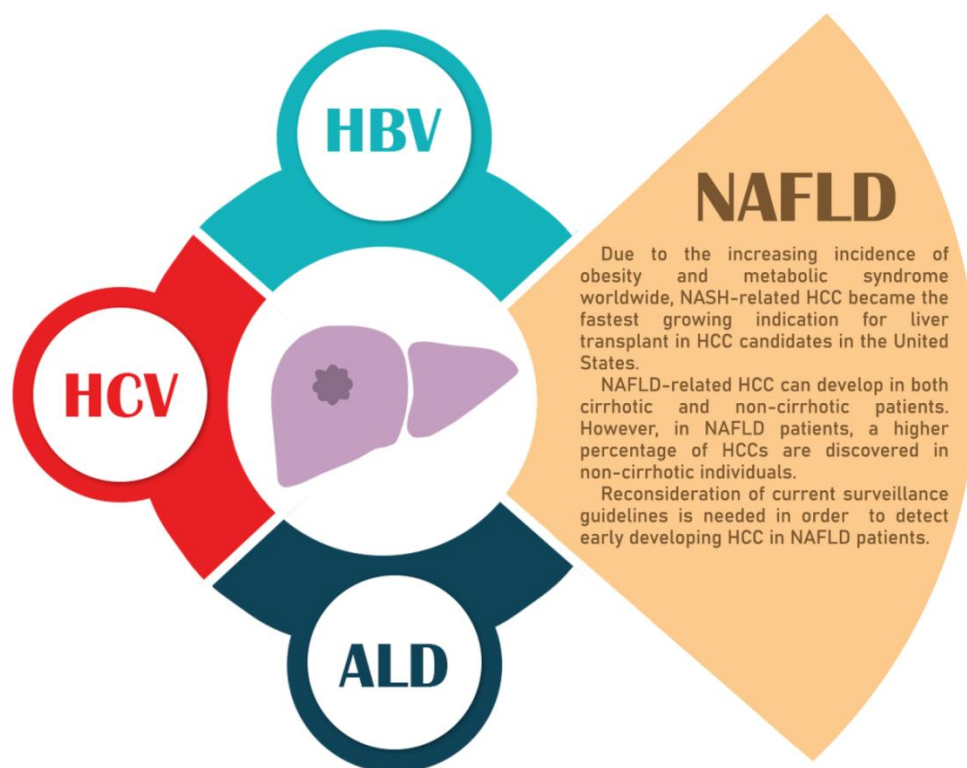 HBV
HCV
ALD
NAFLD
Due to the increasing incidence of
obesity and metabolic syndrome
worldwide, NASH-related HCC became the
fastest growing indication for liver
transplant in HCC candidates in the United
States.
NAFLD-related HCC can develop in both
cirrhotic and non-cirrhotic patients.
However, in NAFLD patients, a higher
percentage of HCCs are discovered in
non-cirrhotic individuals.
Reconsideration of current surveillance
guidelines is needed in order to detect
early developing HCC in NAFLD patients.